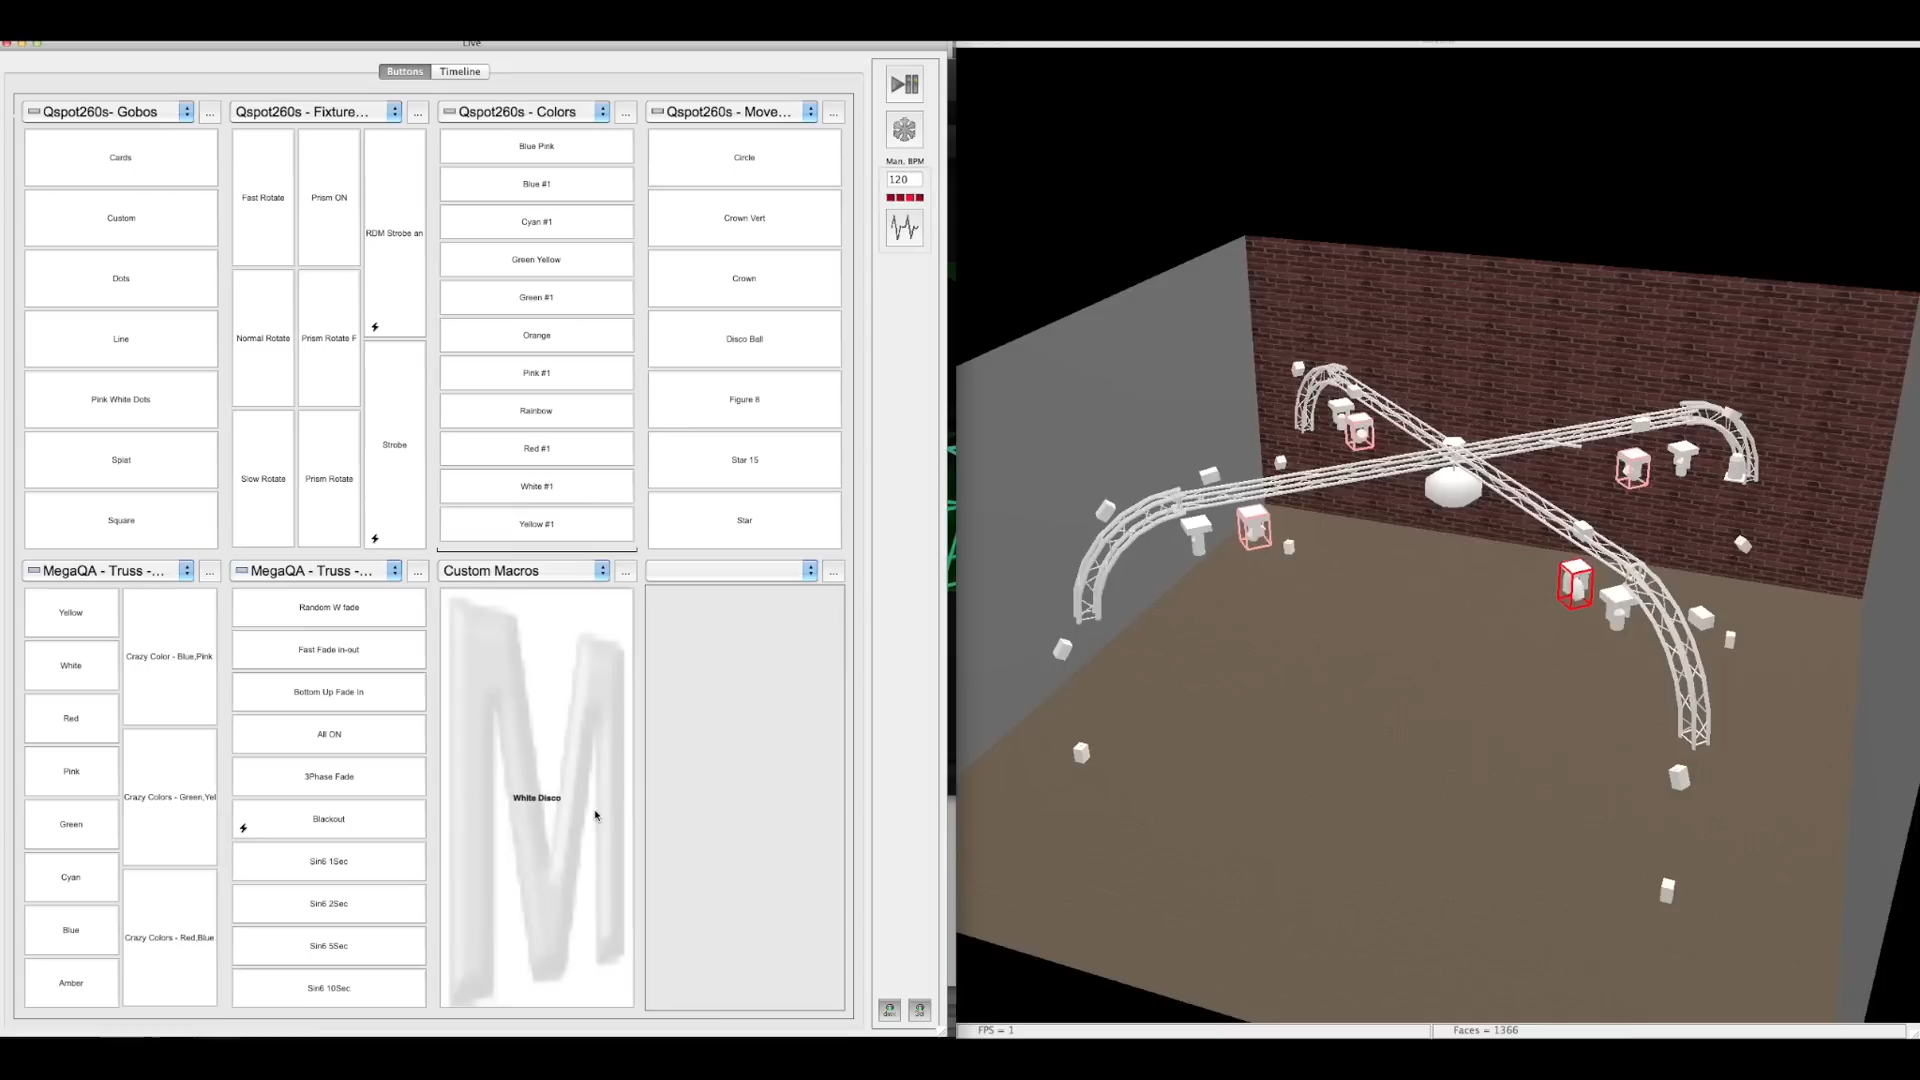 Live
Buttons
Timeline
Qspot260s- Gobos
...
Qspot260s - Fixture...
...
Qspot260s - Colors
...
Qspot260s - Move...
...
Cards
Custom
Dots
Line
Pink White Dots
Splat
Square
Fast Rotate
Prism ON
RDM Strobe an
Normal Rotate
Prism Rotate F
Slow Rotate
Prism Rotate
Strobe
Blue Pink
Blue #1
Cyan #1
Green Yellow
Green #1
Orange
Pink #1
Rainbow
Red #1
White #1
Yellow #1
Circle
Crown Vert
Crown
Disco Ball
Figure 8
Star 15
Star
Man. BPM
120
MegaQA - Truss -...
...
MegaQA - Truss -...
...
Custom Macros
...
...
Yellow
White
Red
Pink
Green
Cyan
Blue
Amber
Crazy Color - Blue,Pink
Crazy Colors - Green,Yel
Crazy Colors - Red,Blue
Random W fade
Fast Fade in-out
Bottom Up Fade In
All ON
3Phase Fade
Blackout
Sin6 1Sec
Sin6 2Sec
Sin6 5Sec
Sin6 10Sec
M
White Disco
FPS = 1
Faces = 1366